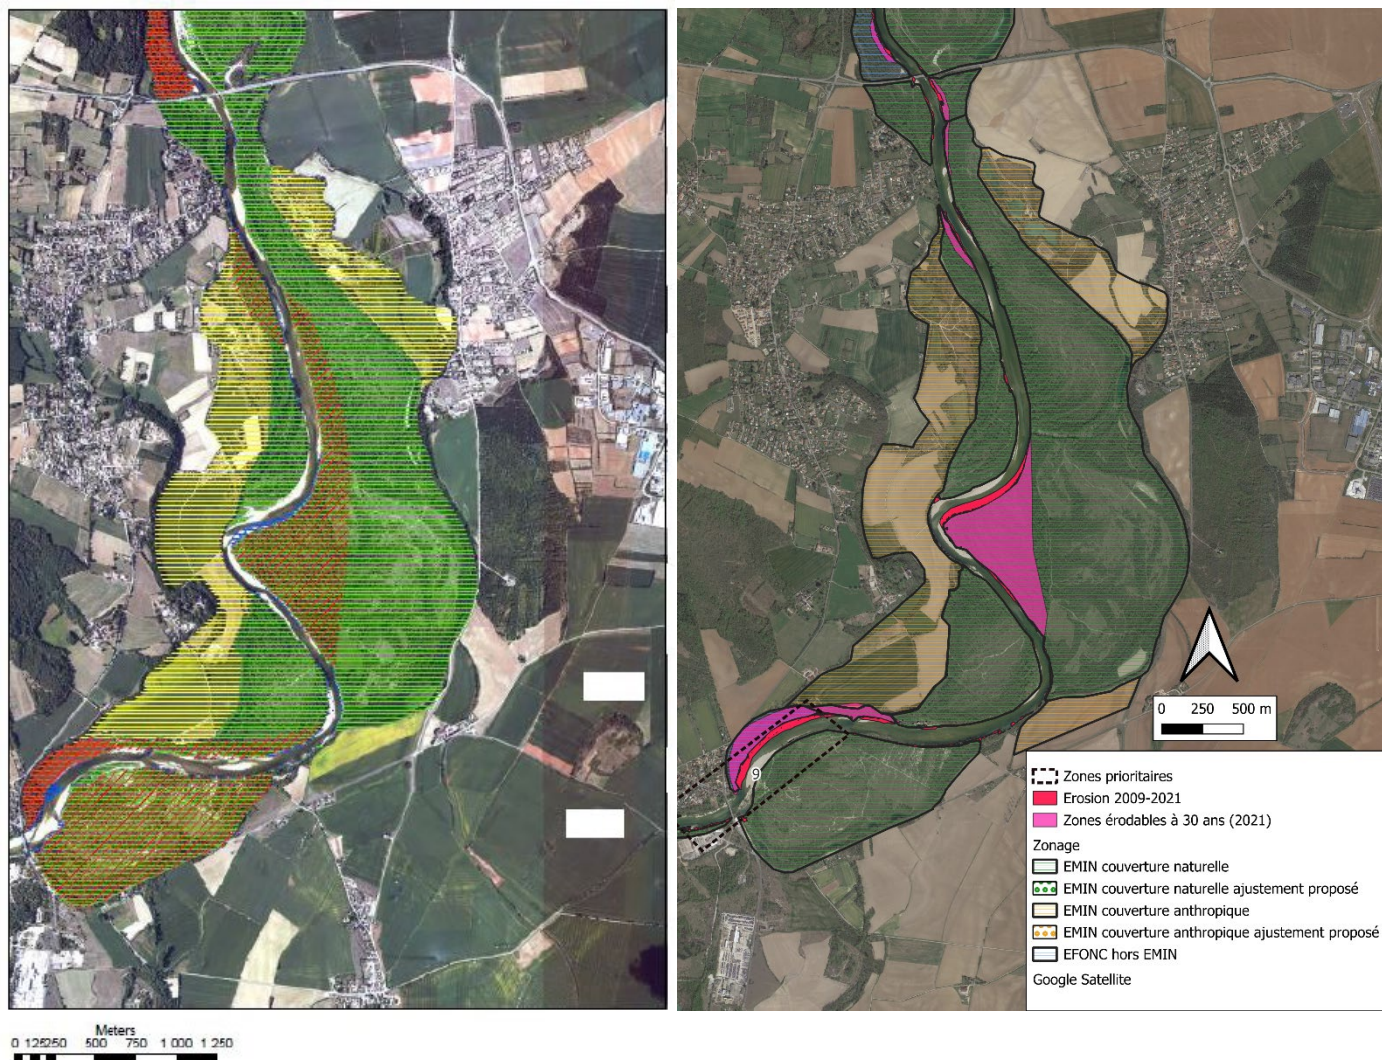 Meters
0 125250 500 750 1 000 1 250
9
0 250 500 m
Zones prioritaires
Erosion 2009-2021
Zones érodables à 30 ans (2021)
Zonage
EMIN couverture naturelle
EMIN couverture naturelle ajustement proposé
EMIN couverture anthropique
EMIN couverture anthropique ajustement proposé
EFONC hors EMIN
Google Satellite